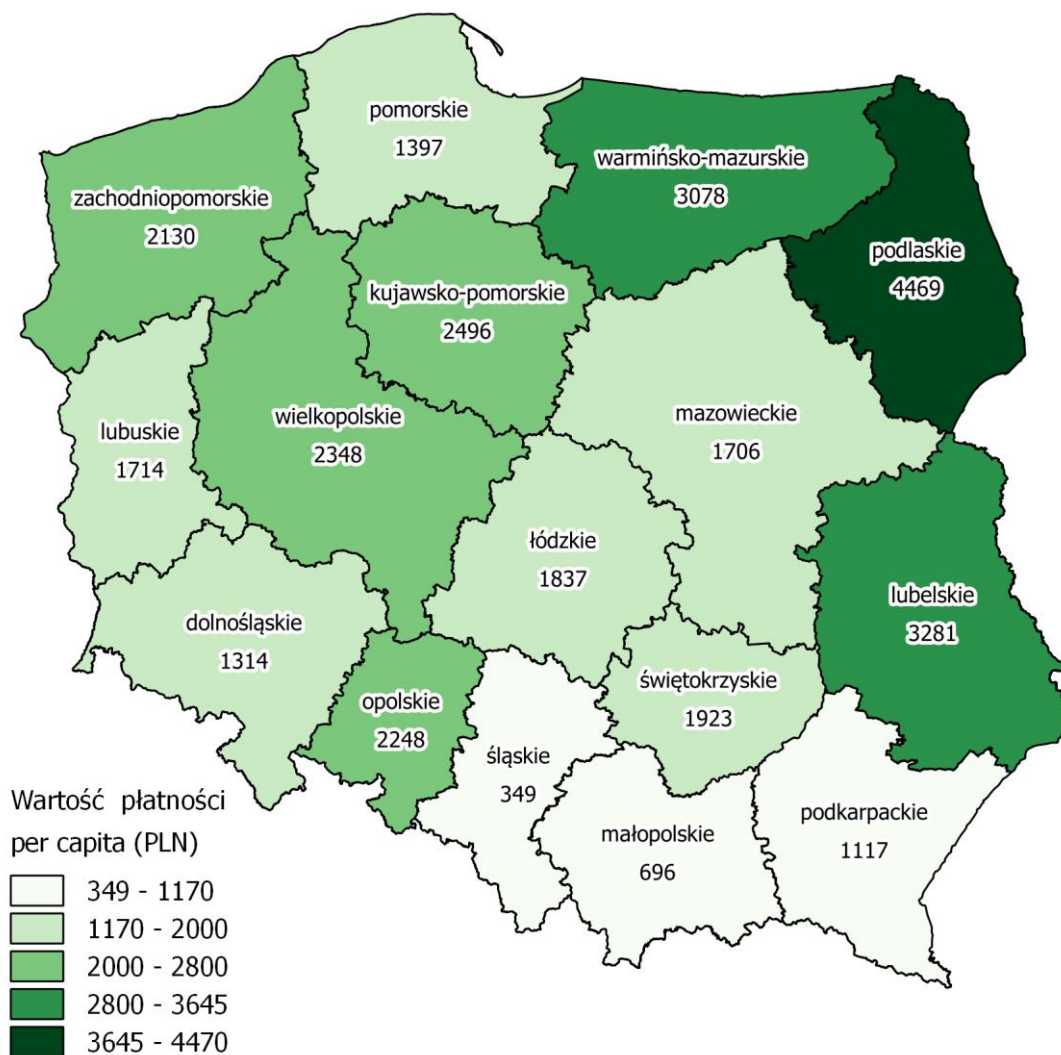 pomorskie
1397
warmińsko-mazurskie
3078
zachodniopomorskie
2130
podlaskie
4469
kujawsko-pomorskie
2496
wielkopolskie
2348
mazowieckie
1706
lubuskie
1714
łódzkie
1837
lubelskie
3281
dolnośląskie
1314
świętokrzyskie
1923
opolskie
2248
śląskie
349
małopolskie
696
podkarpackie
1117
Wartość płatności
per capita (PLN)
349 - 1170
1170 - 2000
2000 - 2800
2800 - 3645
3645 - 4470